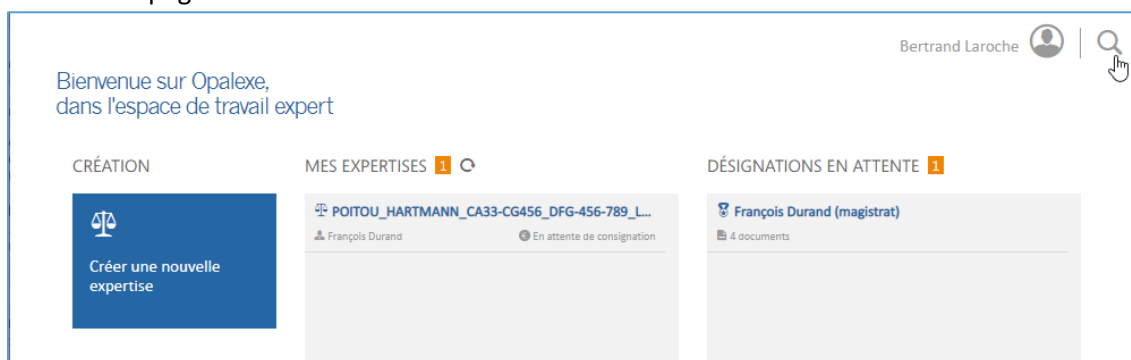 Bertrand Laroche
Bienvenue sur Opalexe,
dans l'espace de travail expert
CRÉATION
Créer une nouvelle
expertise
MES EXPERTISES 1
POITOU_HARTMANN_CA33-CG456_DFG-456-789_L...
François Durand En attente de consignation
DÉSIGNATIONS EN ATTENTE 1
François Durand (magistrat)
4 documents